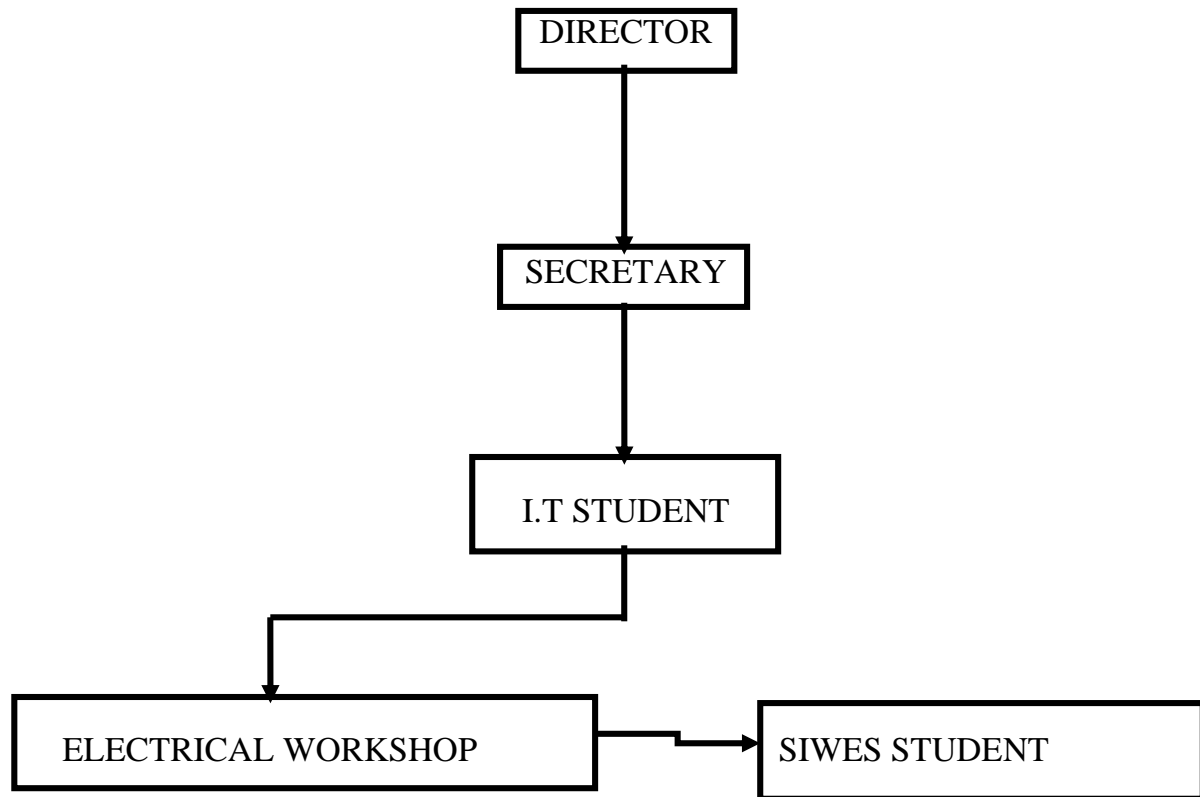 DIRECTOR
SECRETARY
I.T STUDENT
ELECTRICAL WORKSHOP
SIWES STUDENT